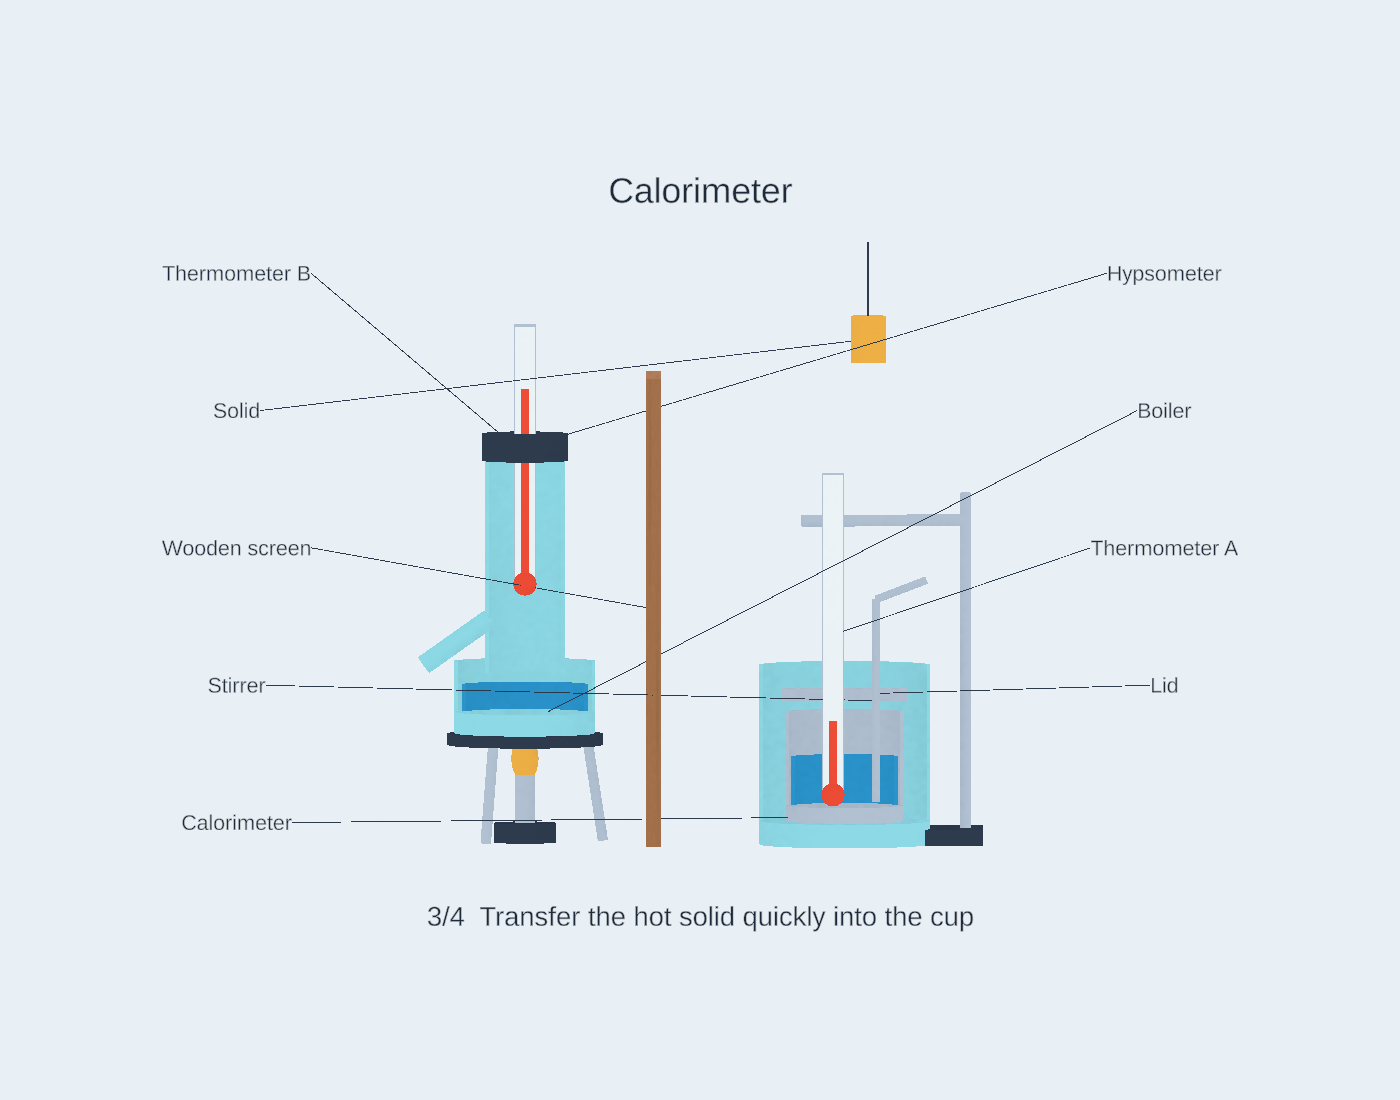 Calorimeter
Thermometer B
Hypsometer
Solid
Boiler
Wooden screen
Thermometer A
Stirrer
Lid
Calorimeter
3/4 Transfer the hot solid quickly into the cup